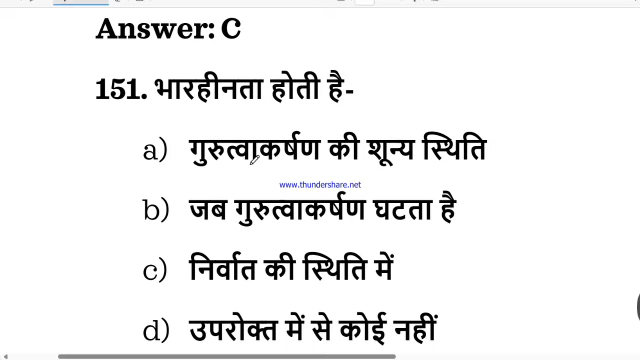 Answer: C
151. भारहीनता होती है-
a) गुरुत्वाकर्षण की शून्य स्थिति
www.thundershare.net
b) जब गुरुत्वाकर्षण घटता है
c) निर्वात की स्थिति में
d) उपरोक्त में से कोई नहीं